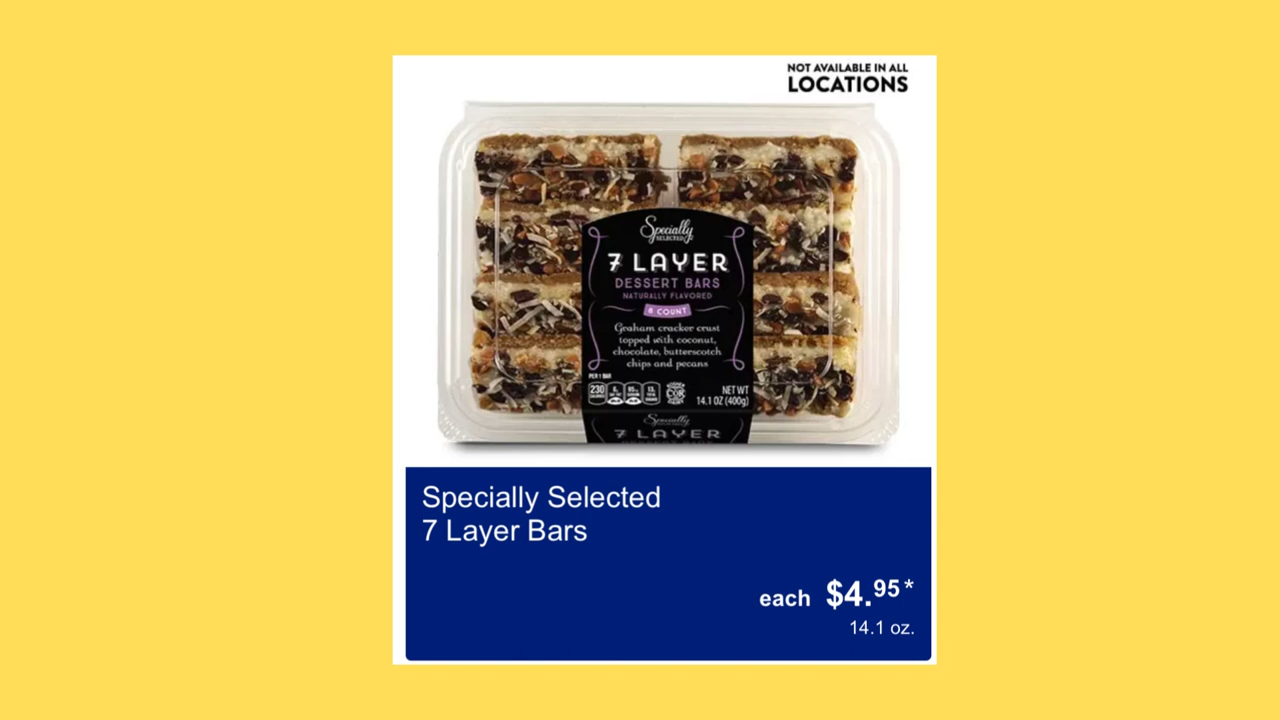 NOT AVAILABLE IN ALL
LOCATIONS
Specially
SELECTED
7 LAYER
DESSERT BARS
NATURALLY FLAVORED
8 COUNT
Graham cracker crust
topped with coconut,
chocolate, butterscotch
chips and pecans
PER 1 BAR
230
NET WT
14.1 OZ (400g)
COR
Specially
7 LAYER
Specially Selected
7 Layer Bars
each $4.95*
14.1 oz.